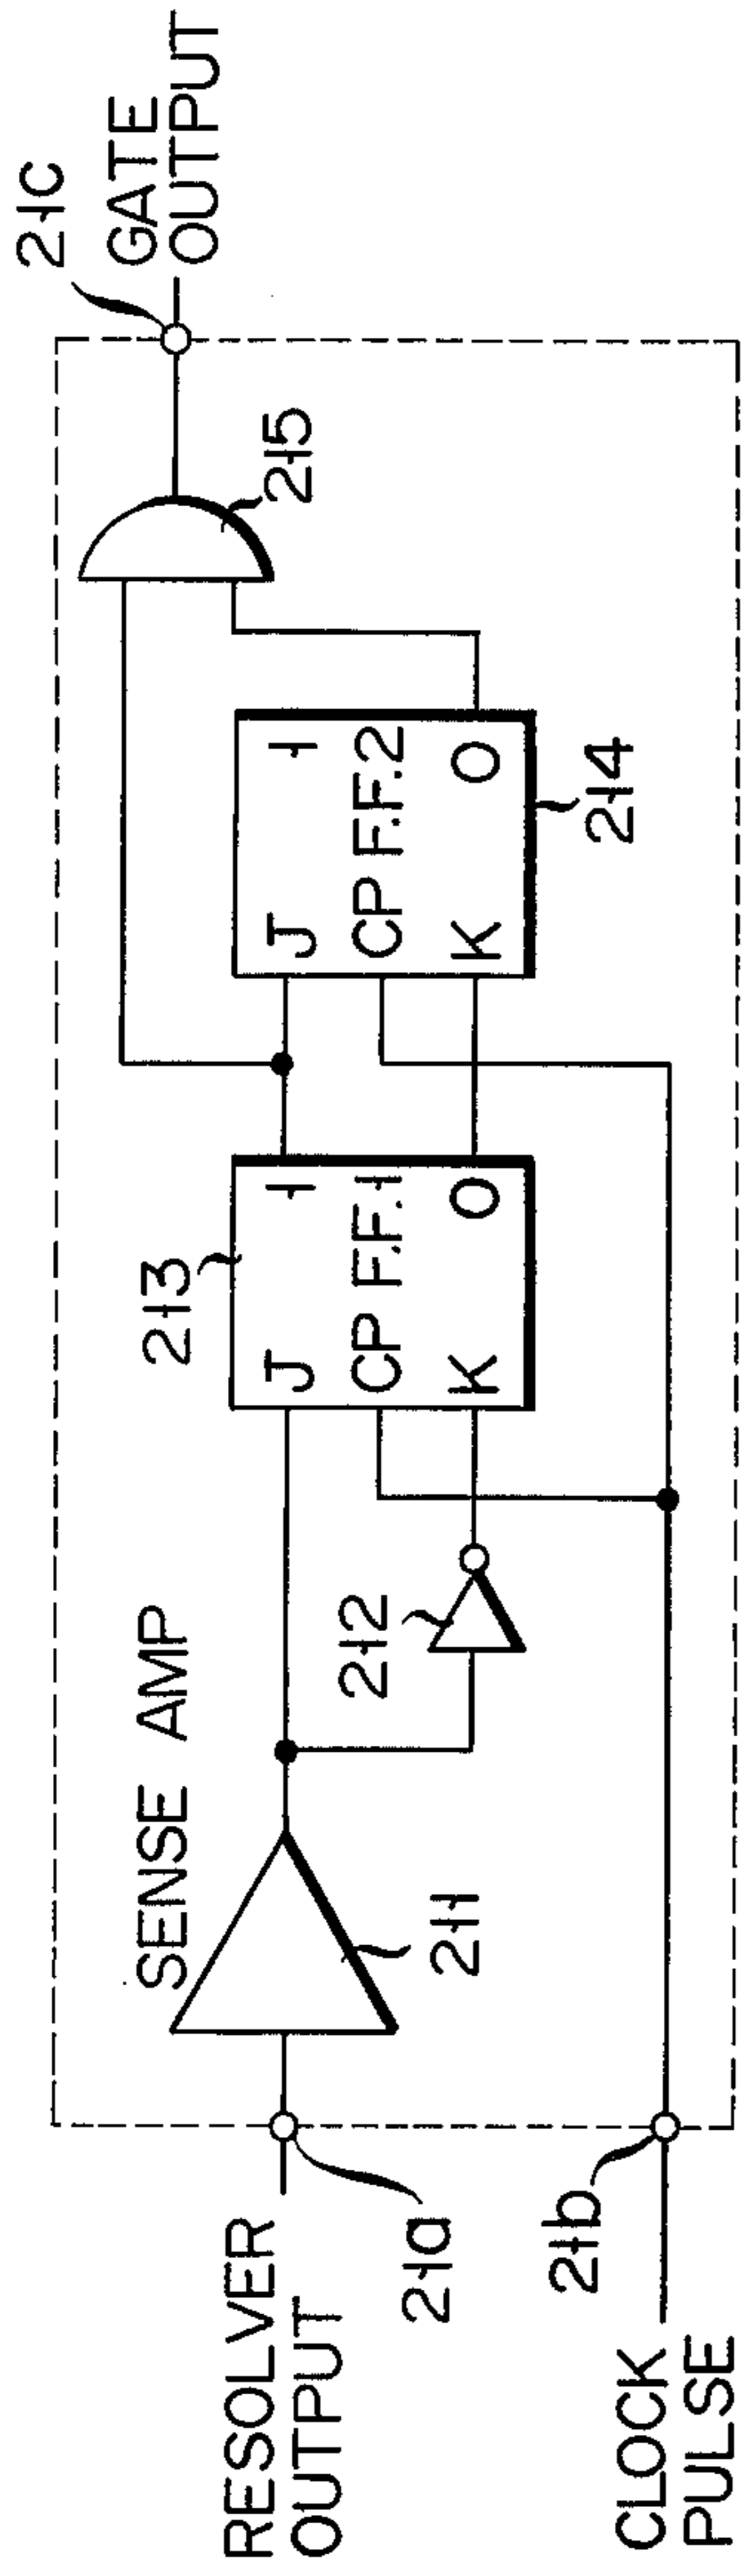 RESOLVER
OUTPUT
21a
CLOCK
PULSE
21b
SENSE AMP
211
212
213
J
1
CP F.F.1
K
0
J
1
CP F.F.2
K
0
214
215
21c
GATE
OUTPUT